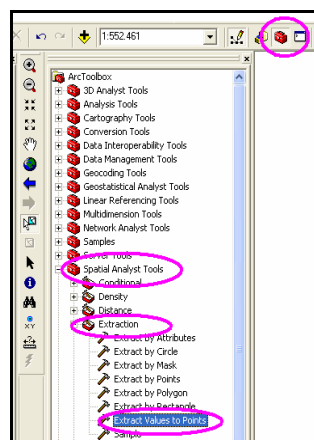 1:552.461
ArcToolbox
3D Analyst Tools
Analysis Tools
Cartography Tools
Conversion Tools
Data Interoperability Tools
Data Management Tools
Geocoding Tools
Geostatistical Analyst Tools
Linear Referencing Tools
Multidimension Tools
Network Analyst Tools
Samples
Server Tools
Spatial Analyst Tools
Conditional
Density
Distance
Extraction
Extract by Attributes
Extract by Circle
Extract by Mask
Extract by Points
Extract by Polygon
Extract by Rectangle
Extract Values to Points
Sample
XY